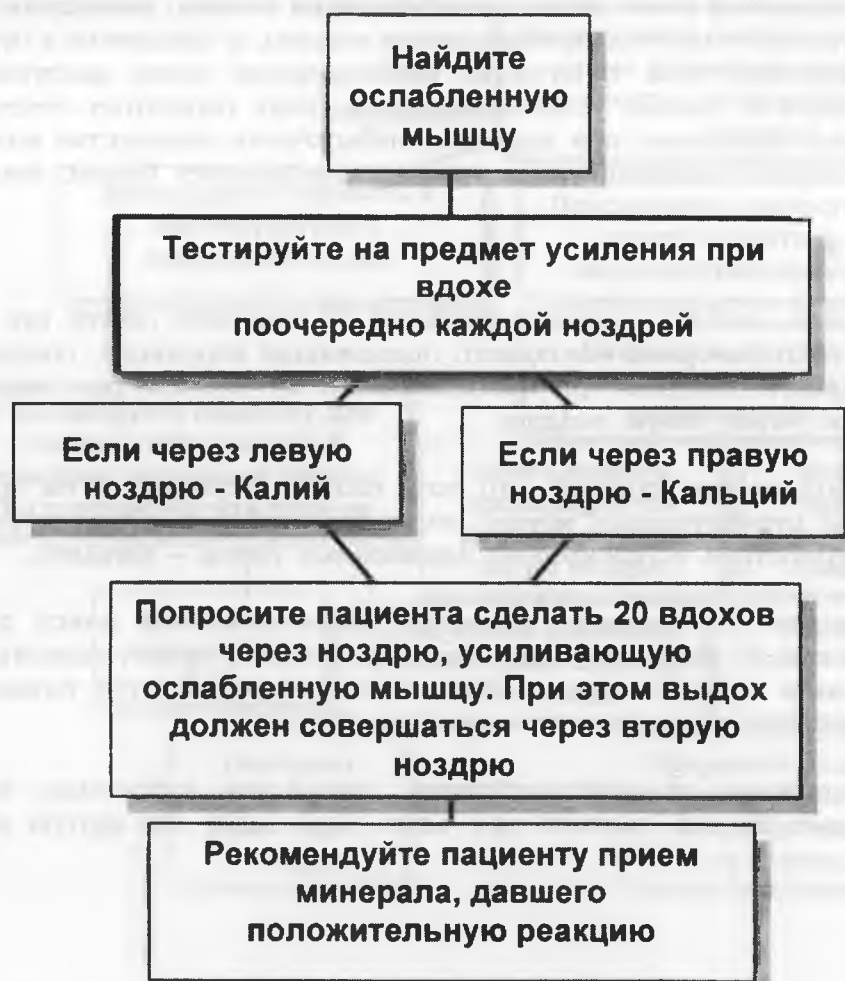 Найдите
ослабленную
мышцу
Тестируйте на предмет усиления при
вдохе
поочередно каждой ноздрей
Если через левую
ноздрю - Калий
Если через правую
ноздрю - Кальций
Попросите пациента сделать 20 вдохов
через ноздрю, усиливающую
ослабленную мышцу. При этом выдох
должен совершаться через вторую
ноздрю
Рекомендуйте пациенту прием
минерала, давшего
положительную реакцию